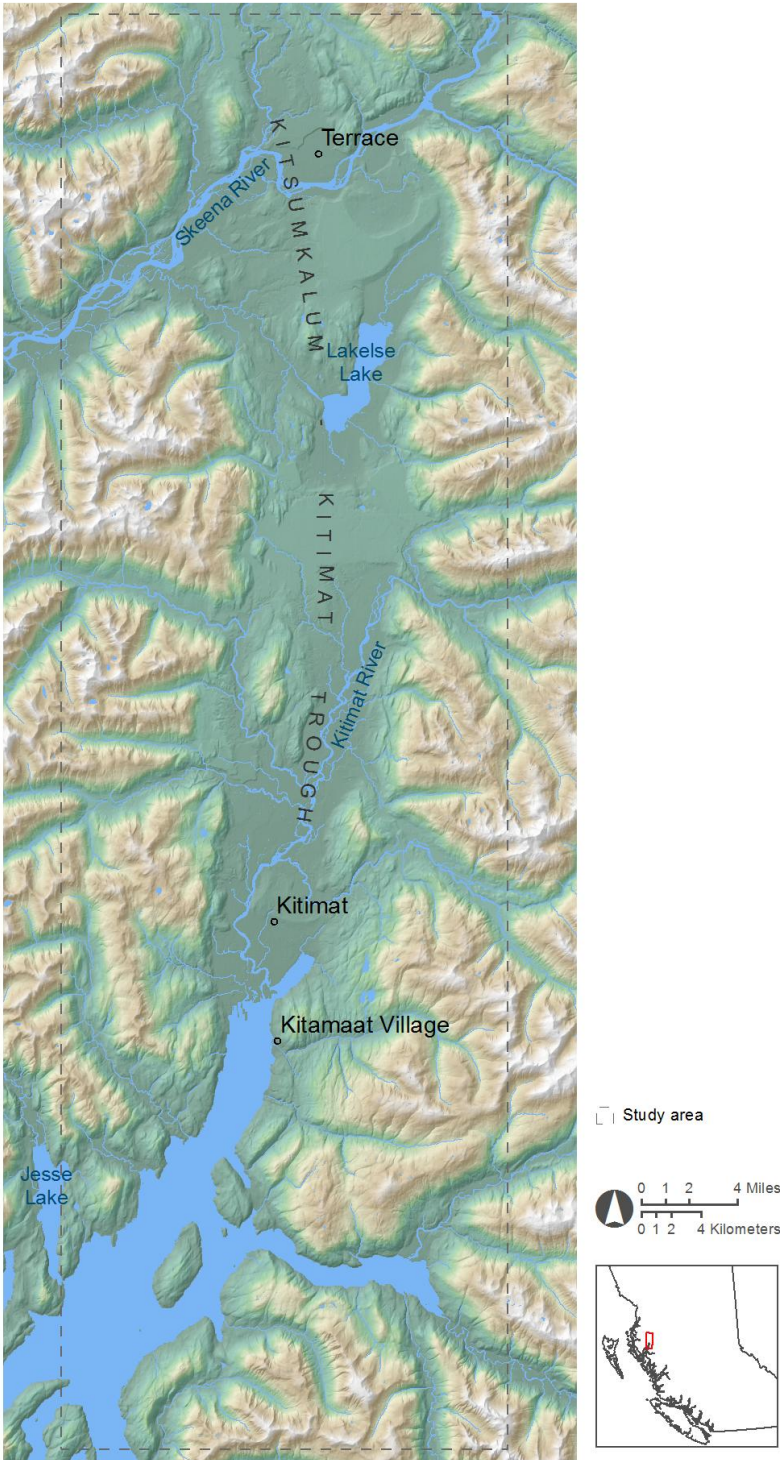 Terrace
Skeena River
KITSUMKALUM
Lakelse
Lake
-
KITIMAT
Kitimat River
TROUGH
Kitimat
Kitamaat Village
Jesse
Lake
Study area
0 1 2 4 Miles
0 1 2 4 Kilometers